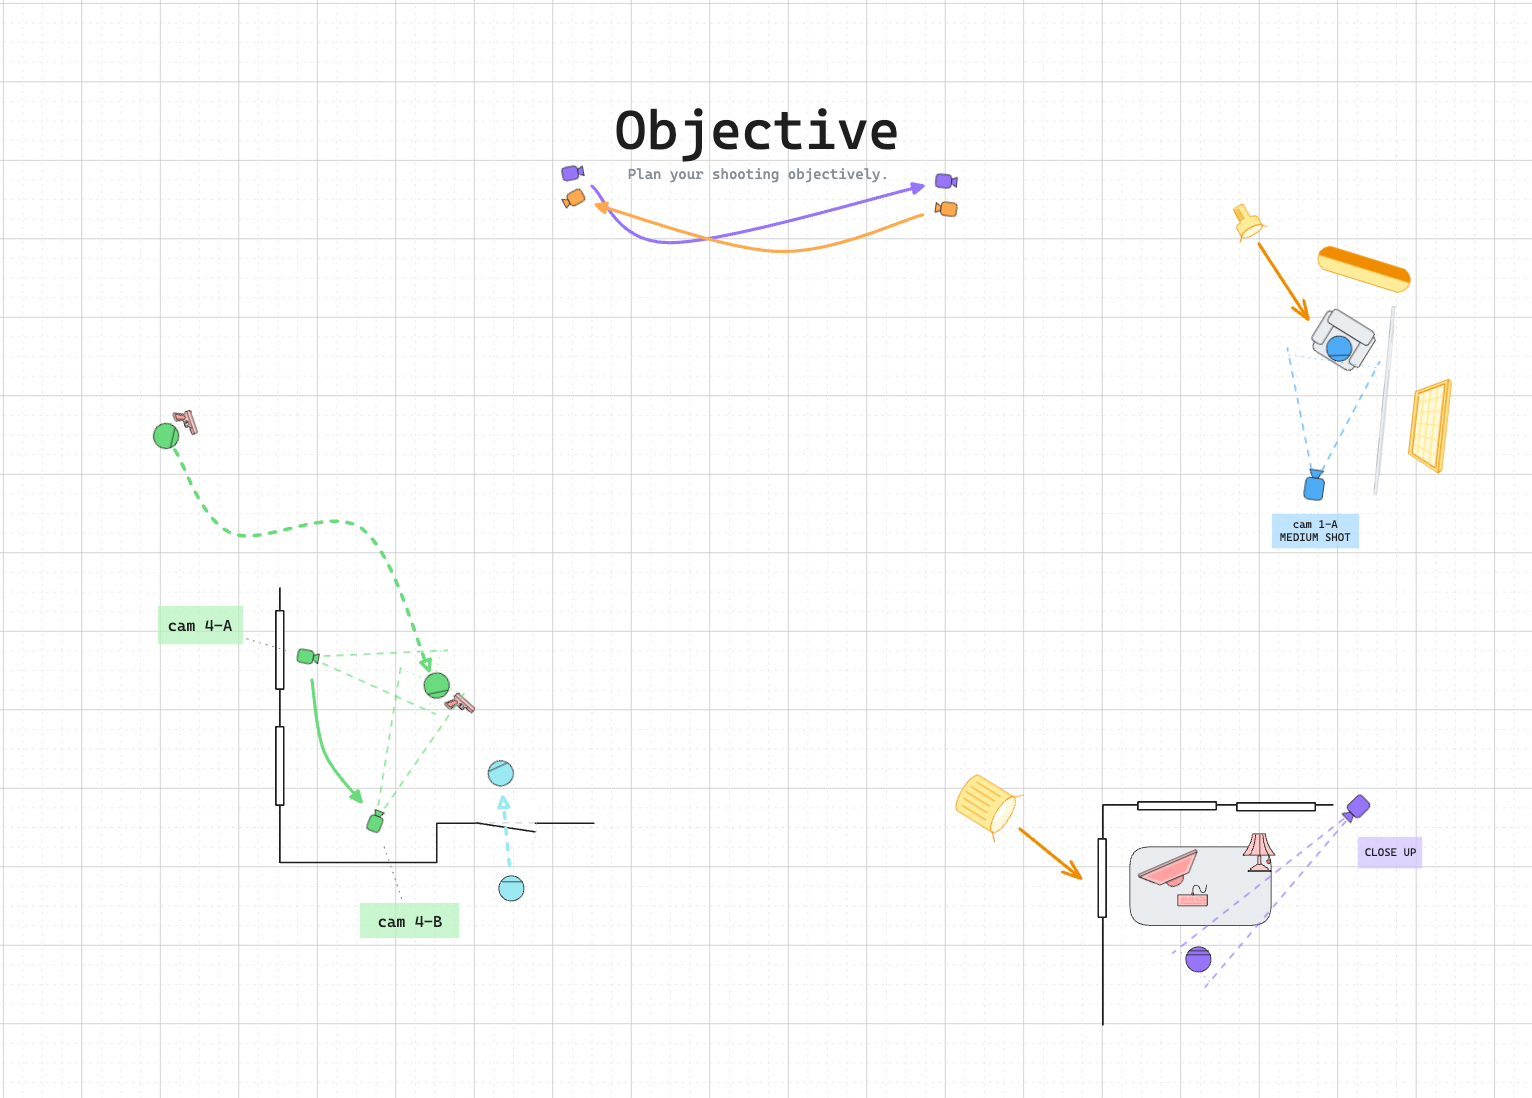 Objective
Plan your shooting objectively.
cam 1-A
MEDIUM SHOT
cam 4-A
CLOSE UP
cam 4-B